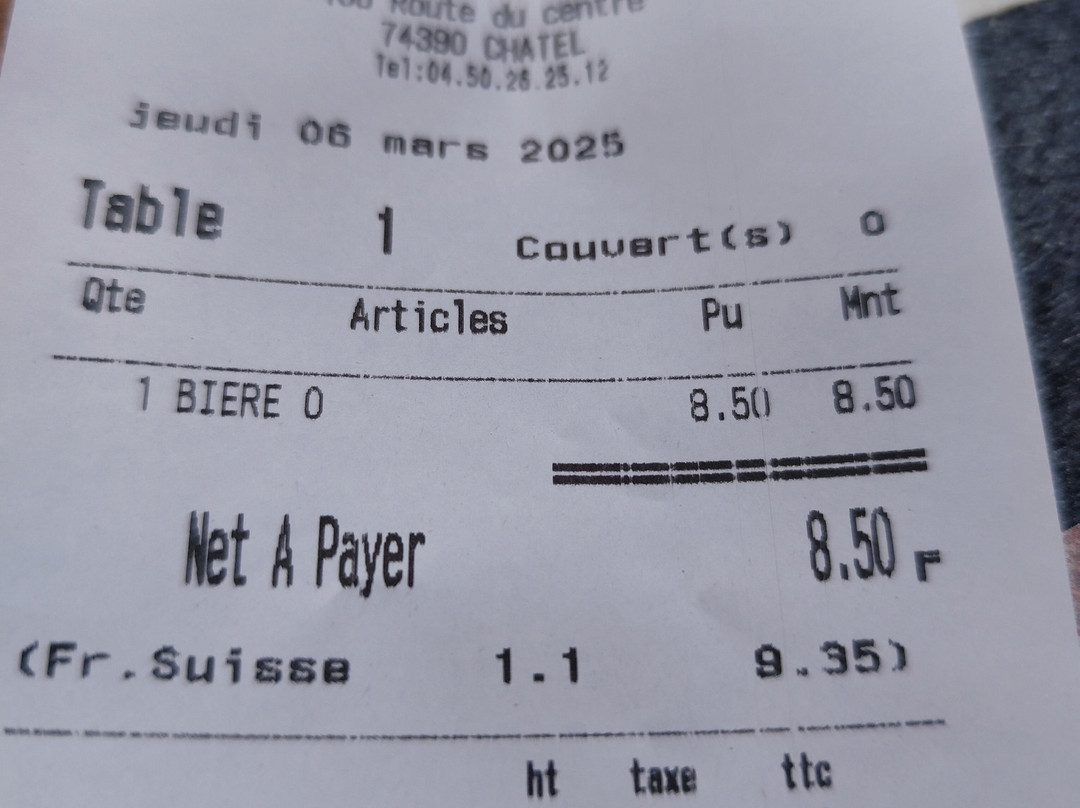 Route du centre
74390 CHATEL
Tel:04.50.26.25.12
jeudi 06 mars 2025
Table 1 Couvert(s) 0
Qte Articles Pu Mnt
1 BIERE O 8.50 8.50
Net A Payer 8.50 F
(Fr.Suisse 1.1 9.35)
ht taxe ttc